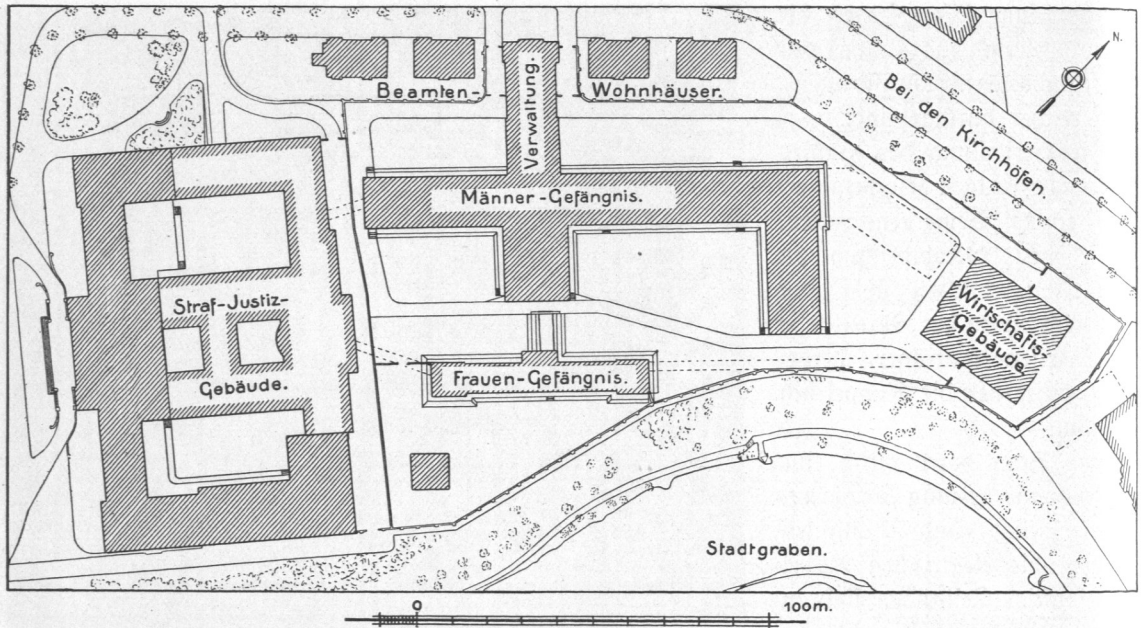 N.
Beamten-
Wohnhäuser.
Verwaltung.
Bei den Kirchhöfen.
Männer-Gefängnis.
Straf-Justiz-
Gebäude.
Wirtschafts-
Gebäude
Frauen-Gefängnis.
Stadtgraben.
0
100m.